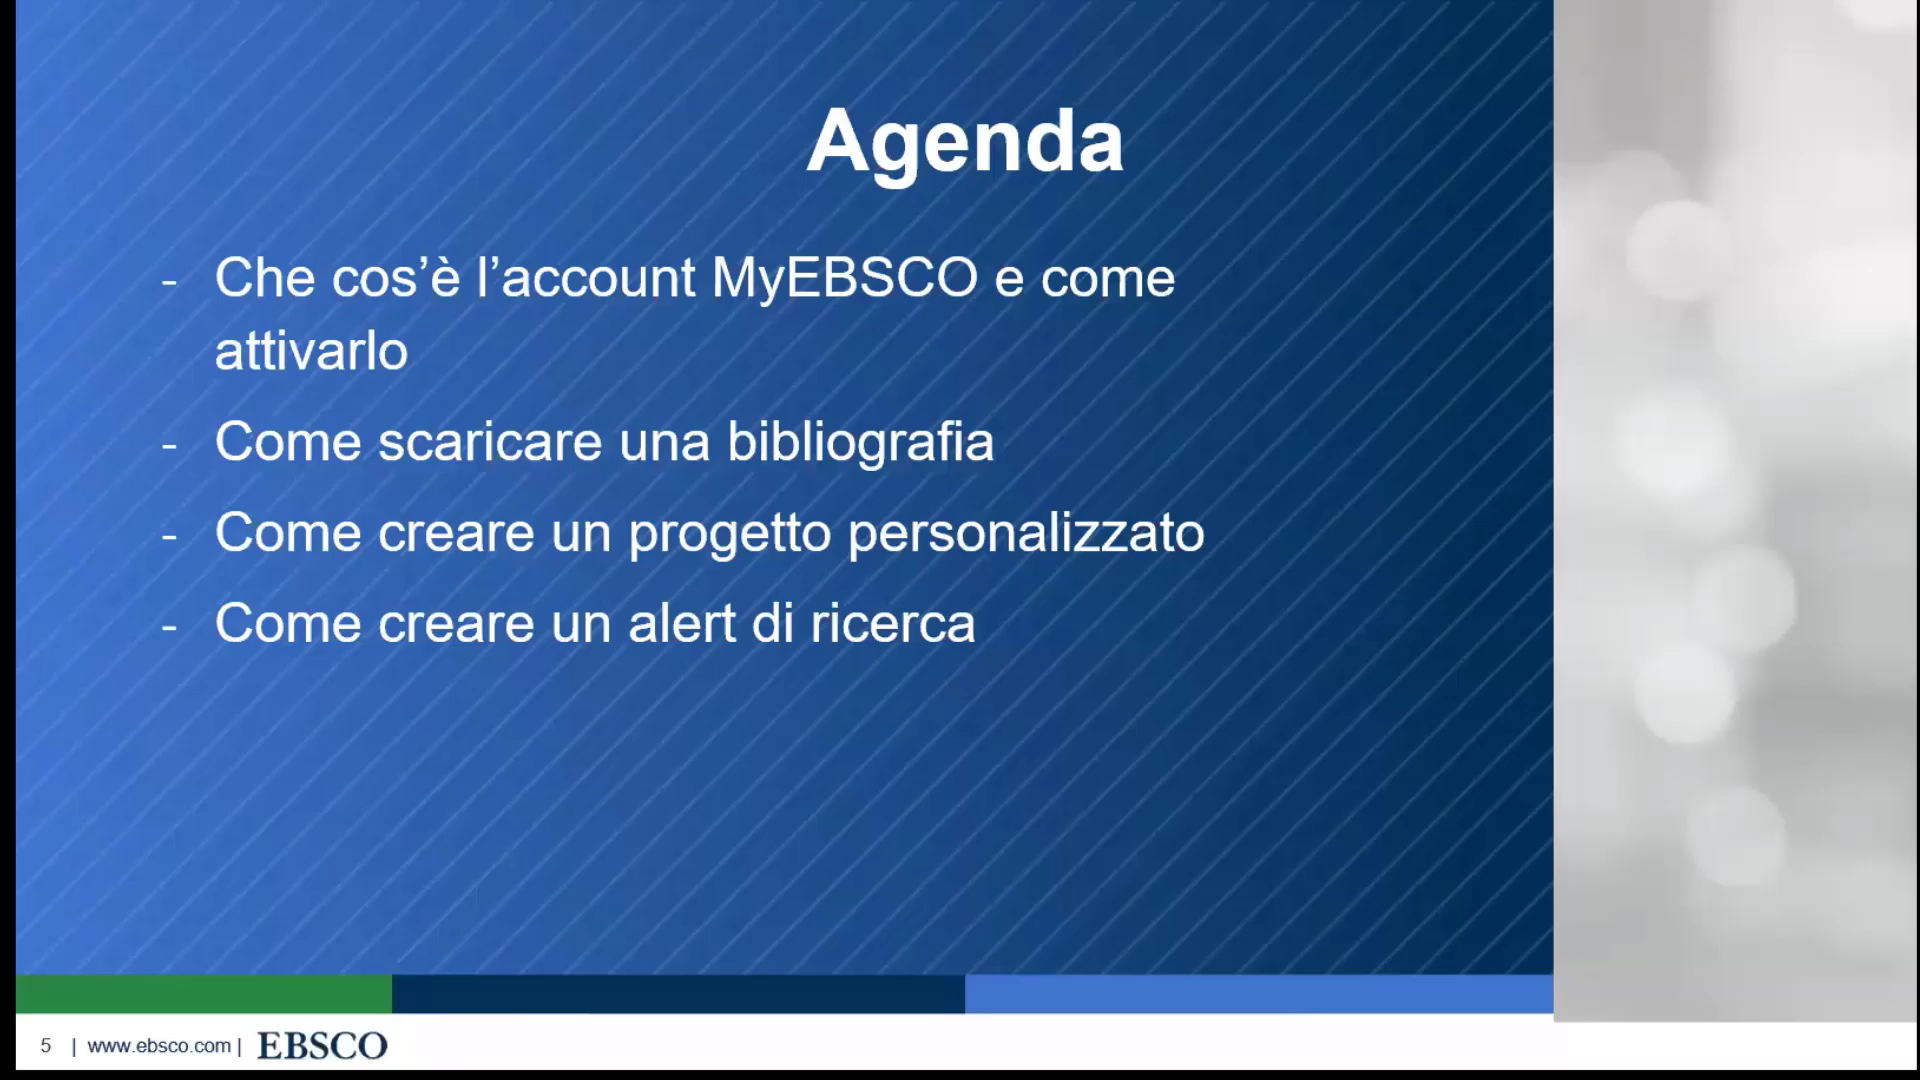 Agenda
- Che cos’è l’account MyEBSCO e come
attivarlo
- Come scaricare una bibliografia
- Come creare un progetto personalizzato
- Come creare un alert di ricerca
5 | www.ebsco.com | EBSCO